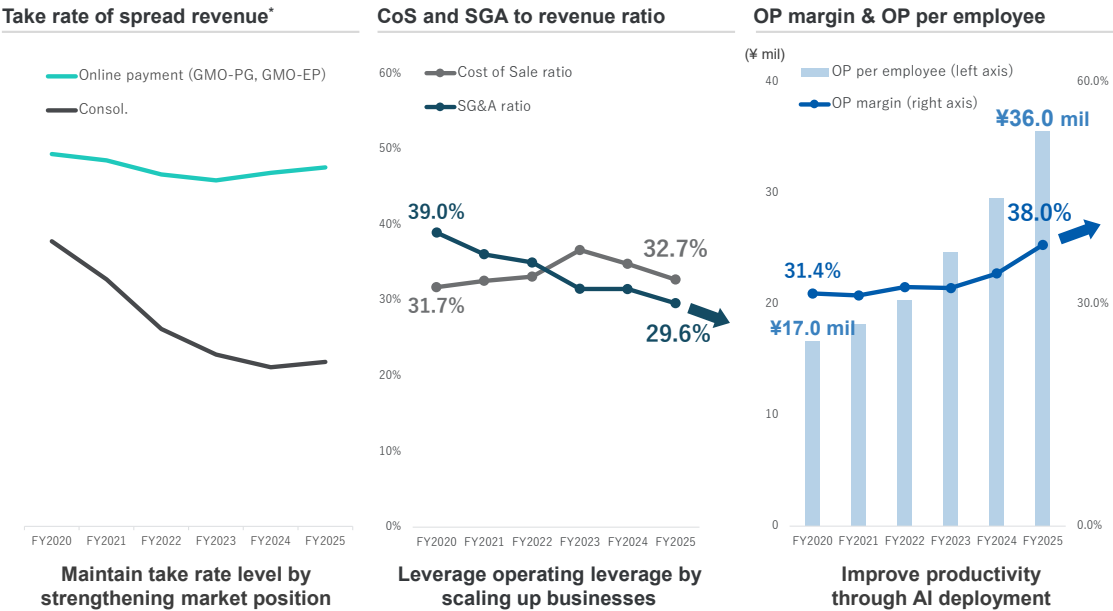 Take rate of spread revenue*
Online payment (GMO-PG, GMO-EP)
Consol.
FY2020 FY2021 FY2022 FY2023 FY2024 FY2025
Maintain take rate level by
strengthening market position
CoS and SGA to revenue ratio
60%
50%
40%
30%
20%
10%
0%
Cost of Sale ratio
SG&A ratio
39.0%
31.7%
32.7%
29.6%
FY2020 FY2021 FY2022 FY2023 FY2024 FY2025
Leverage operating leverage by
scaling up businesses
OP margin & OP per employee
(¥ mil)
40
30
20
10
0
OP per employee (left axis)
OP margin (right axis)
¥36.0 mil
38.0%
31.4%
¥17.0 mil
60.0%
30.0%
0.0%
FY2020 FY2021 FY2022 FY2023 FY2024 FY2025
Improve productivity
through AI deployment